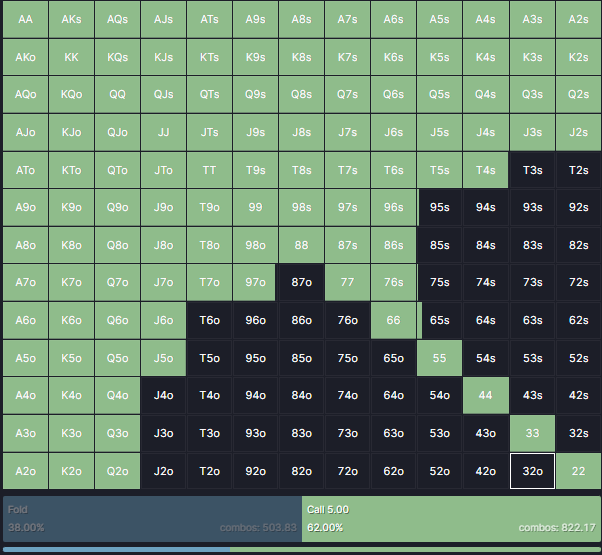 AA AKs AQs AJs ATs A9s A8s A7s A6s A5s A4s A3s A2s
AKo KK KQs KJs KTs K9s K8s K7s K6s K5s K4s K3s K2s
AQo KQo QQ QJs QTs Q9s Q8s Q7s Q6s Q5s Q4s Q3s Q2s
AJo KJo QJo JJ JTs J9s J8s J7s J6s J5s J4s J3s J2s
ATo KTo QTo JTo TT T9s T8s T7s T6s T5s T4s T3s T2s
A9o K9o Q9o J9o T9o 99 98s 97s 96s 95s 94s 93s 92s
A8o K8o Q8o J8o T8o 98o 88 87s 86s 85s 84s 83s 82s
A7o K7o Q7o J7o T7o 97o 87o 77 76s 75s 74s 73s 72s
A6o K6o Q6o J6o T6o 96o 86o 76o 66 65s 64s 63s 62s
A5o K5o Q5o J5o T5o 95o 85o 75o 65o 55 54s 53s 52s
A4o K4o Q4o J4o T4o 94o 84o 74o 64o 54o 44 43s 42s
A3o K3o Q3o J3o T3o 93o 83o 73o 63o 53o 43o 33 32s
A2o K2o Q2o J2o T2o 92o 82o 72o 62o 52o 42o 32o 22
Fold Call 5.00
38.00% combos: 503.83 62.00% combos: 822.17